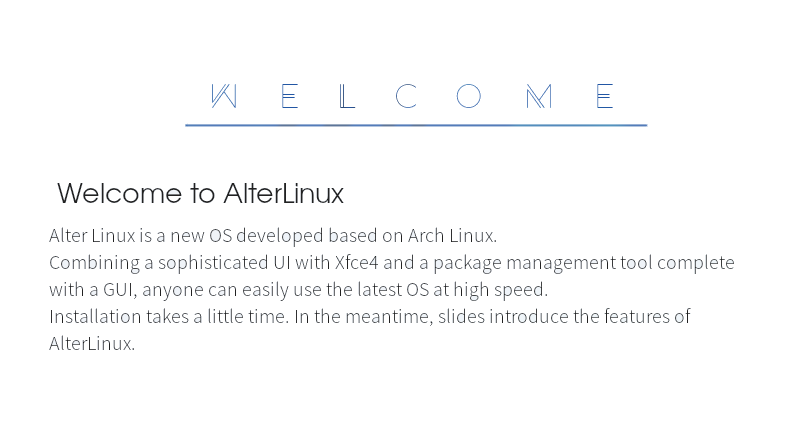 WELCOME
Welcome to AlterLinux
Alter Linux is a new OS developed based on Arch Linux.
Combining a sophisticated UI with Xfce4 and a package management tool complete
with a GUI, anyone can easily use the latest OS at high speed.
Installation takes a little time. In the meantime, slides introduce the features of
AlterLinux.